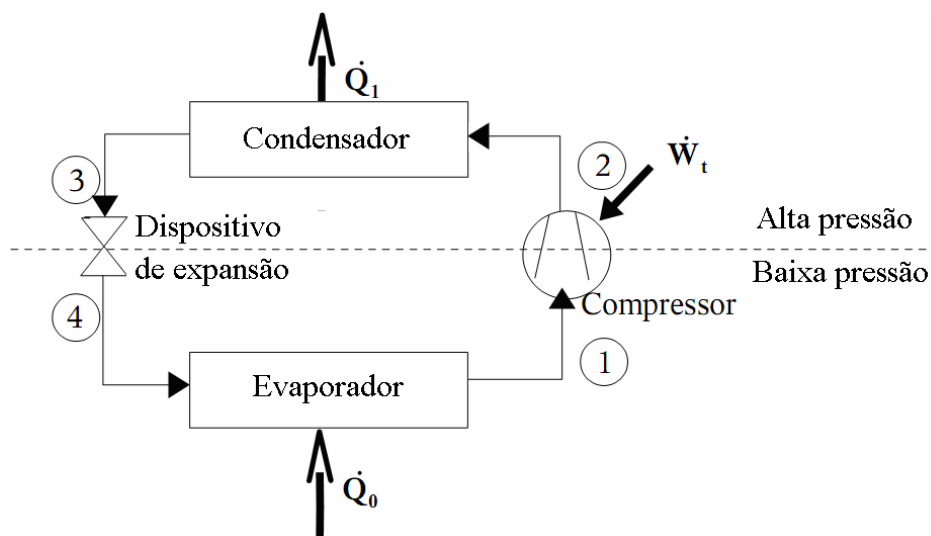 Q̇₁
Condensador
3
2
Ẇₜ
Dispositivo
de expansão
Alta pressão
Baixa pressão
4
Compressor
1
Evaporador
Q̇₀